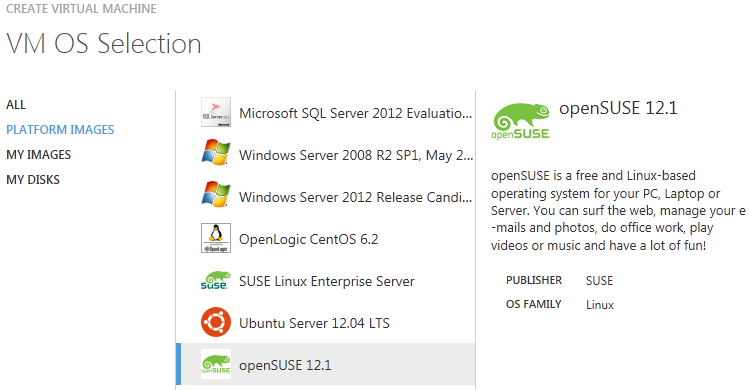 CREATE VIRTUAL MACHINE
VM OS Selection
ALL
PLATFORM IMAGES
MY IMAGES
MY DISKS
SQL Server 2012
Microsoft SQL Server 2012 Evaluatio...
Windows Server 2008 R2 SP1, May 2...
Windows Server 2012 Release Candi...
OpenLogic
OpenLogic CentOS 6.2
suse
SUSE Linux Enterprise Server
Ubuntu Server 12.04 LTS
openSUSE 12.1
openSUSE
openSUSE 12.1
openSUSE is a free and Linux-based
operating system for your PC, Laptop or
Server. You can surf the web, manage your e
-mails and photos, do office work, play
videos or music and have a lot of fun!
PUBLISHER SUSE
OS FAMILY Linux